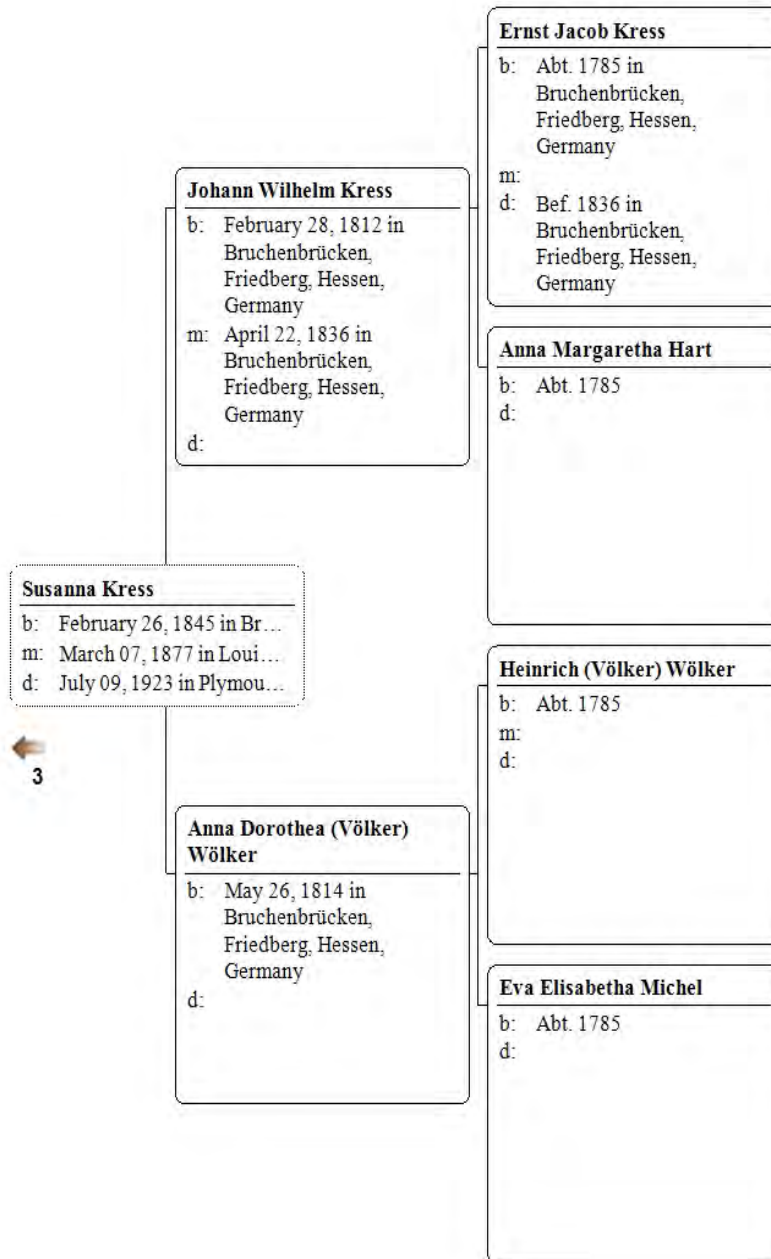 Ernst Jacob Kress
b: Abt. 1785 in
Bruchenbrücken,
Friedberg, Hessen,
Germany
m:
d: Bef. 1836 in
Bruchenbrücken,
Friedberg, Hessen,
Germany
Johann Wilhelm Kress
b: February 28, 1812 in
Bruchenbrücken,
Friedberg, Hessen,
Germany
m: April 22, 1836 in
Bruchenbrücken,
Friedberg, Hessen,
Germany
d:
Anna Margaretha Hart
b: Abt. 1785
d:
Susanna Kress
b: February 26, 1845 in Br...
m: March 07, 1877 in Loui...
d: July 09, 1923 in Plymou...
3
Heinrich (Völker) Wölker
b: Abt. 1785
m:
d:
Anna Dorothea (Völker)
Wölker
b: May 26, 1814 in
Bruchenbrücken,
Friedberg, Hessen,
Germany
d:
Eva Elisabetha Michel
b: Abt. 1785
d: